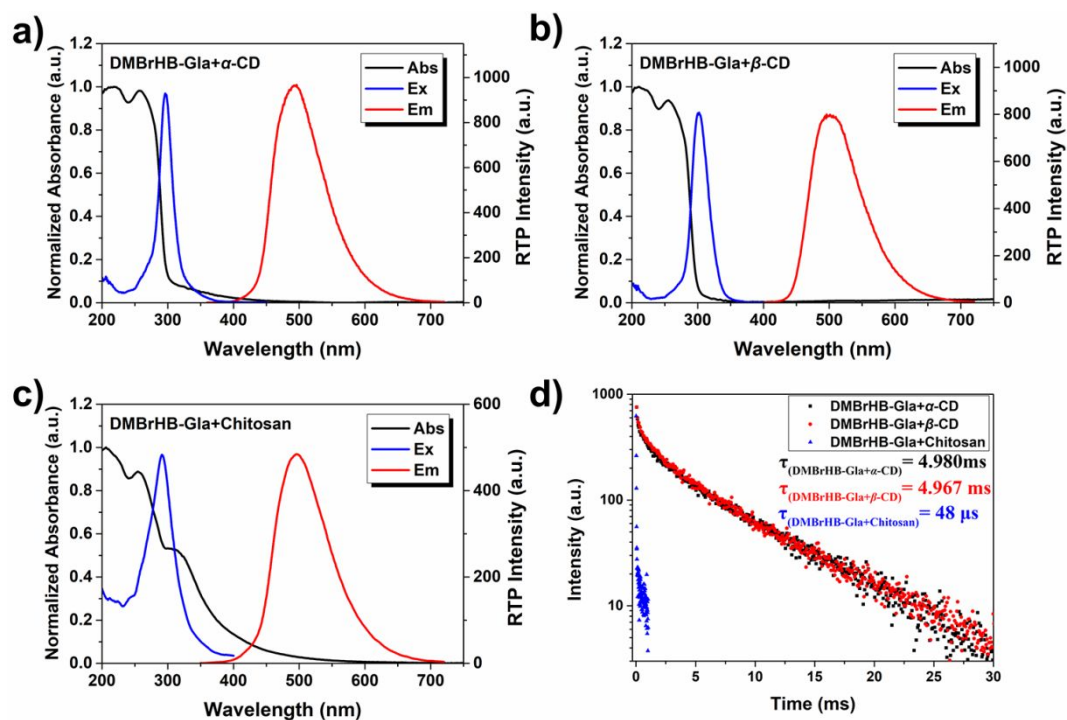 a)
DMBrHB-Gla+α-CD
Abs
Ex
Em
Normalized Absorbance (a.u.)
1.2
1.0
0.8
0.6
0.4
0.2
0.0
RTP Intensity (a.u.)
1000
800
600
400
200
0
200 300 400 500 600 700
Wavelength (nm)
b)
DMBrHB-Gla+β-CD
Abs
Ex
Em
Normalized Absorbance (a.u.)
1.2
1.0
0.8
0.6
0.4
0.2
0.0
RTP Intensity (a.u.)
1000
800
600
400
200
0
200 300 400 500 600 700
Wavelength (nm)
c)
DMBrHB-Gla+Chitosan
Abs
Ex
Em
Normalized Absorbance (a.u.)
1.2
1.0
0.8
0.6
0.4
0.2
0.0
RTP Intensity (a.u.)
600
400
200
0
200 300 400 500 600 700
Wavelength (nm)
d)
DMBrHB-Gla+α-CD
DMBrHB-Gla+β-CD
DMBrHB-Gla+Chitosan
τ(DMBrHB-Gla+α-CD) = 4.980ms
τ(DMBrHB-Gla+β-CD) = 4.967 ms
τ(DMBrHB-Gla+Chitosan) = 48 μs
Intensity (a.u.)
1000
100
10
0 5 10 15 20 25 30
Time (ms)